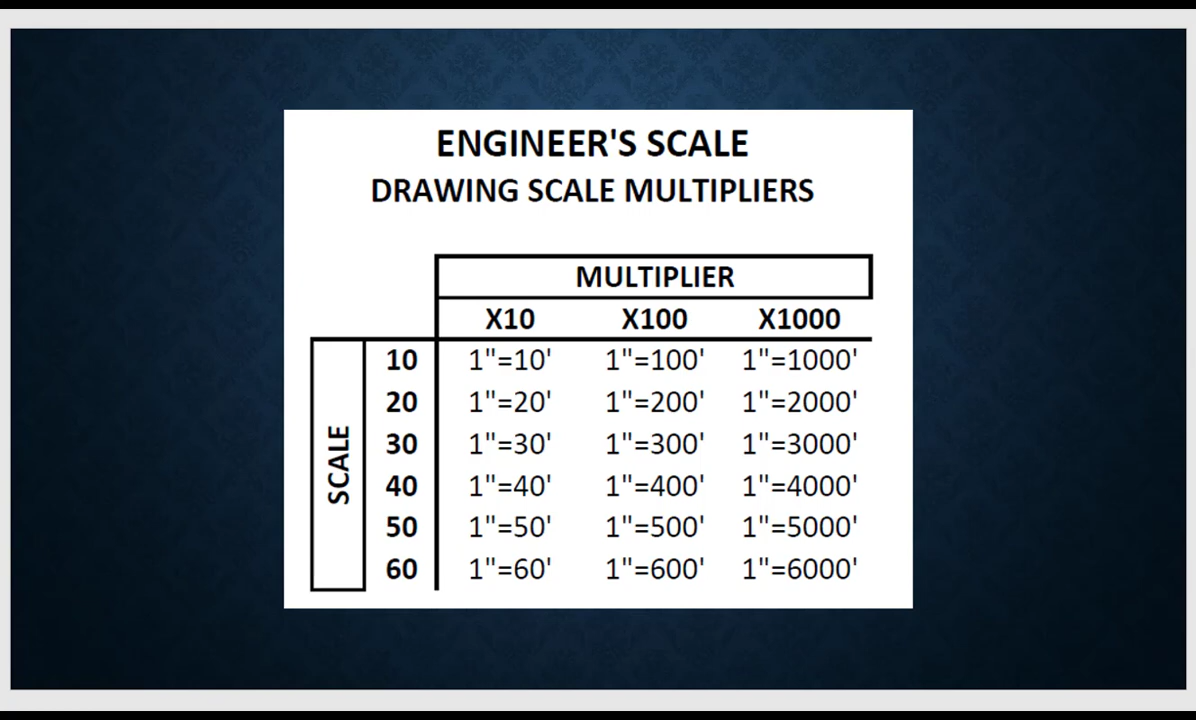 ENGINEER'S SCALE
DRAWING SCALE MULTIPLIERS
MULTIPLIER
X10 X100 X1000
SCALE
10 1"=10' 1"=100' 1"=1000'
20 1"=20' 1"=200' 1"=2000'
30 1"=30' 1"=300' 1"=3000'
40 1"=40' 1"=400' 1"=4000'
50 1"=50' 1"=500' 1"=5000'
60 1"=60' 1"=600' 1"=6000'